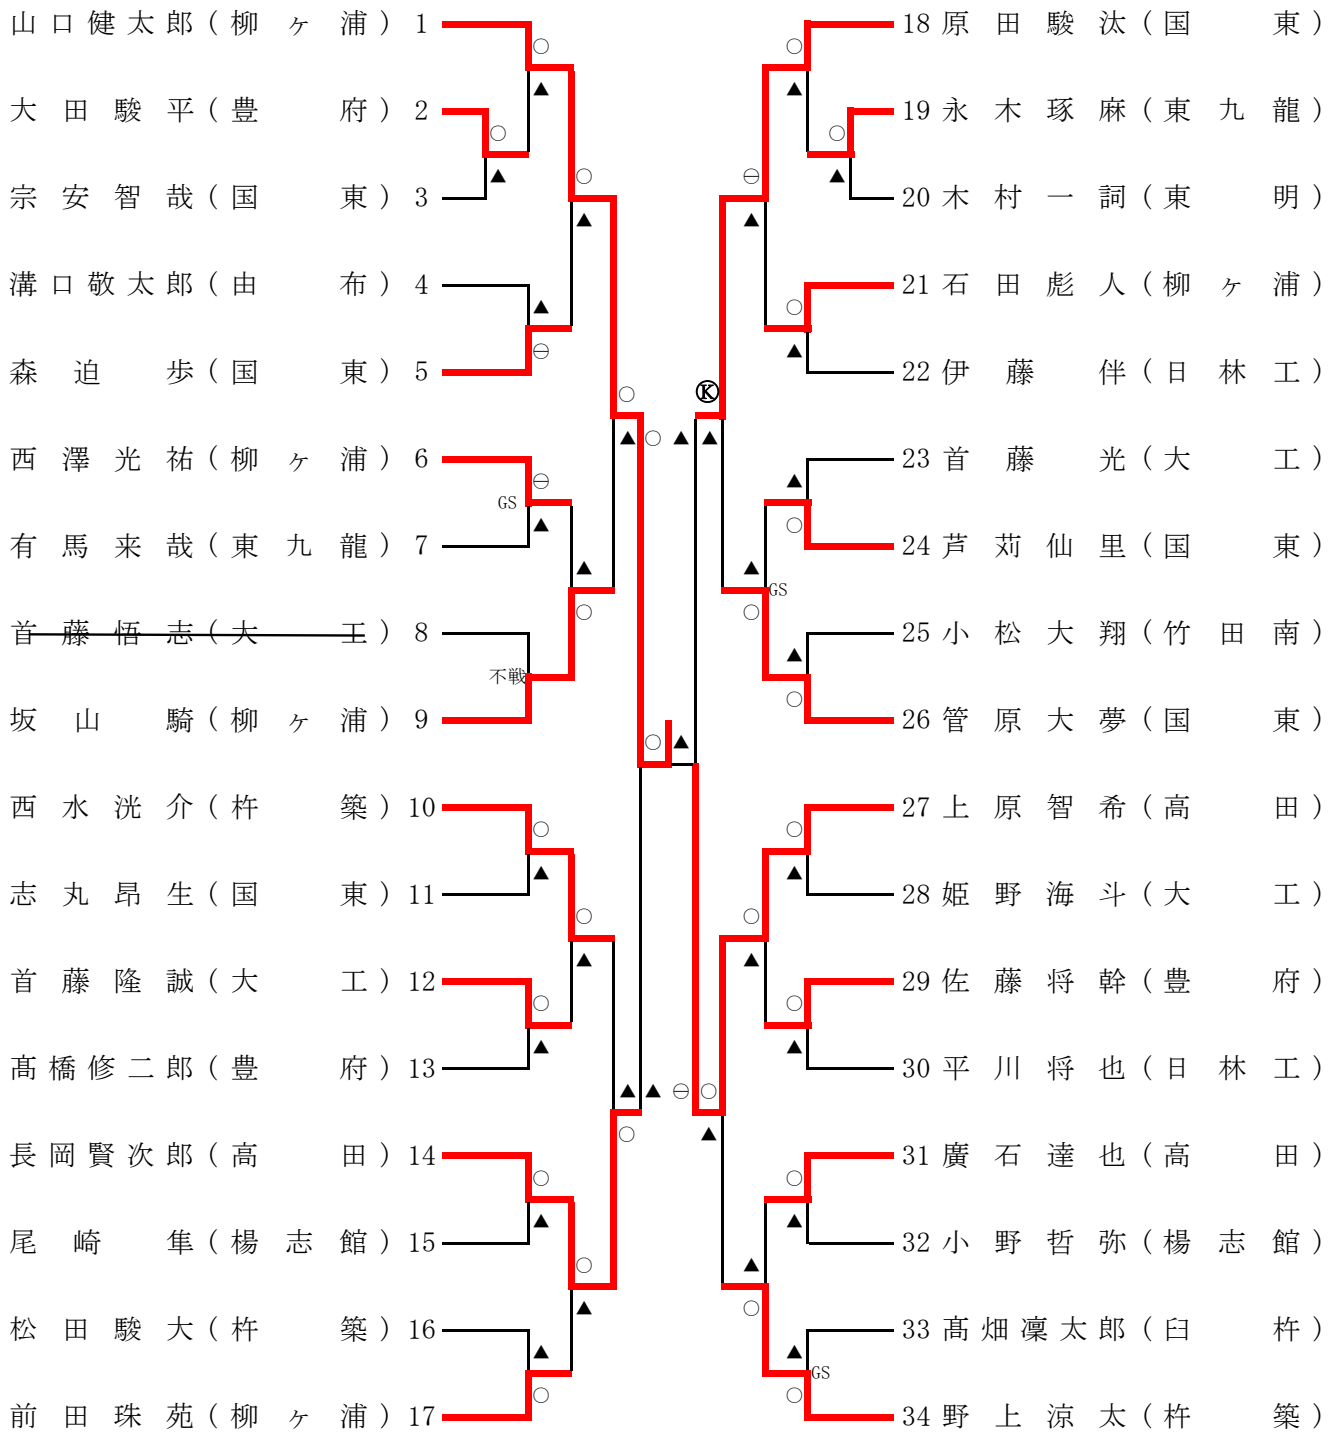 山口健太郎(柳ヶ浦) 1
大田駿平(豊府) 2
宗安智哉(国東) 3
溝口敬太郎(由布) 4
森迫歩(国東) 5
西澤光祐(柳ヶ浦) 6
GS
有馬来哉(東九龍) 7
首藤悟志(大工) 8
不戦
坂山騎(柳ヶ浦) 9
西水洸介(杵築) 10
志丸昂生(国東) 11
首藤隆誠(大工) 12
髙橋修二郎(豊府) 13
長岡賢次郎(高田) 14
尾崎隼(楊志館) 15
松田駿大(杵築) 16
前田珠苑(柳ヶ浦) 17
18 原田駿汰(国東)
19 永木琢麻(東九龍)
20 木村一詞(東明)
21 石田彪人(柳ヶ浦)
22 伊藤伴(日林工)
Ⓚ
23 首藤光(大工)
24 芦苅仙里(国東)
GS
25 小松大翔(竹田南)
26 管原大夢(国東)
27 上原智希(高田)
28 姫野海斗(大工)
29 佐藤将幹(豊府)
30 平川将也(日林工)
31 廣石達也(高田)
32 小野哲弥(楊志館)
33 髙畑凜太郎(臼杵)
GS
34 野上涼太(杵築)